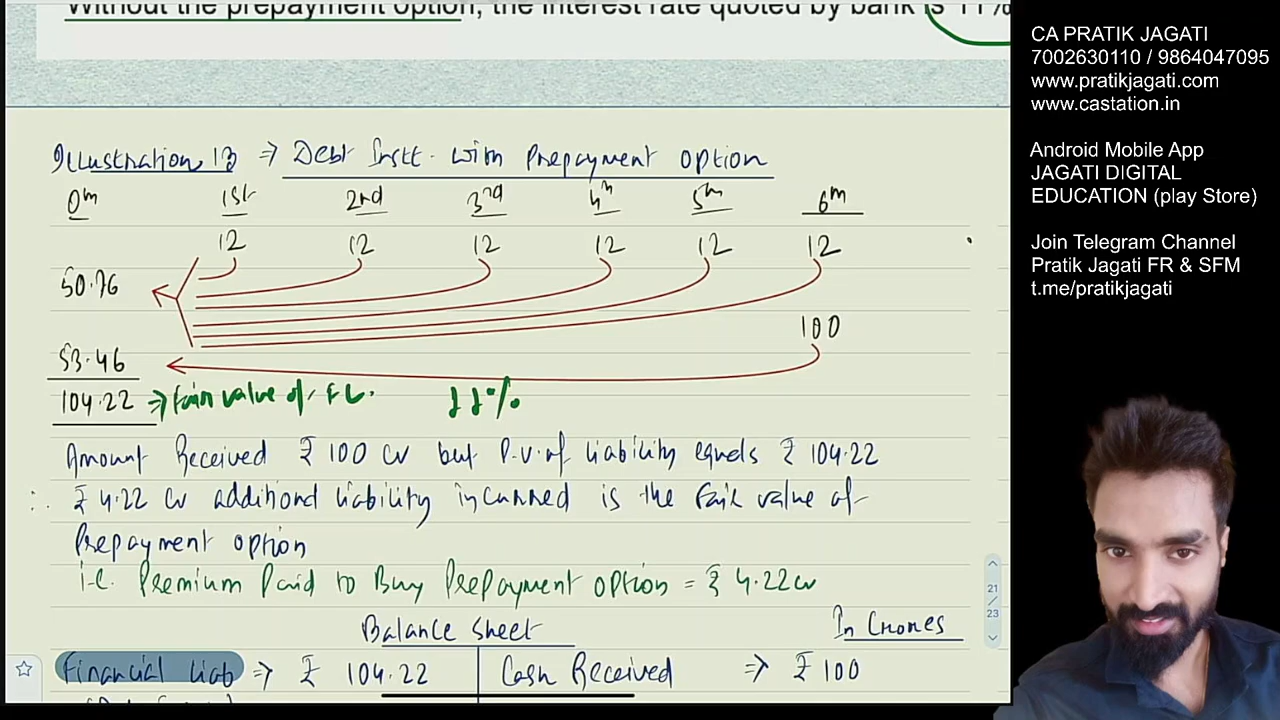 Without the prepayment option, the interest rate quoted by bank is 11%
Illustration 13 ⇒ Debt Instt. with Prepayment Option
0th 1st 2nd 3rd 4th 5th 6th
12 12 12 12 12 12
50.76
100
53.46
104.22 ⇒ Fair value of F.L. 11%
Amount Received ₹ 100 cr but P.V. of liability equals ₹ 104.22
∴ ₹ 4.22 cr additional liability incurred is the Fair value of
Prepayment option
i.e. Premium Paid to Buy Prepayment option = ₹ 4.22 cr
Balance Sheet In Crores
Financial Liab ⇒ ₹ 104.22 Cash Received ⇒ ₹ 100
21
/
23
CA PRATIK JAGATI
7002630110 / 9864047095
www.pratikjagati.com
www.castation.in
Android Mobile App
JAGATI DIGITAL
EDUCATION (play Store)
Join Telegram Channel
Pratik Jagati FR & SFM
t.me/pratikjagati